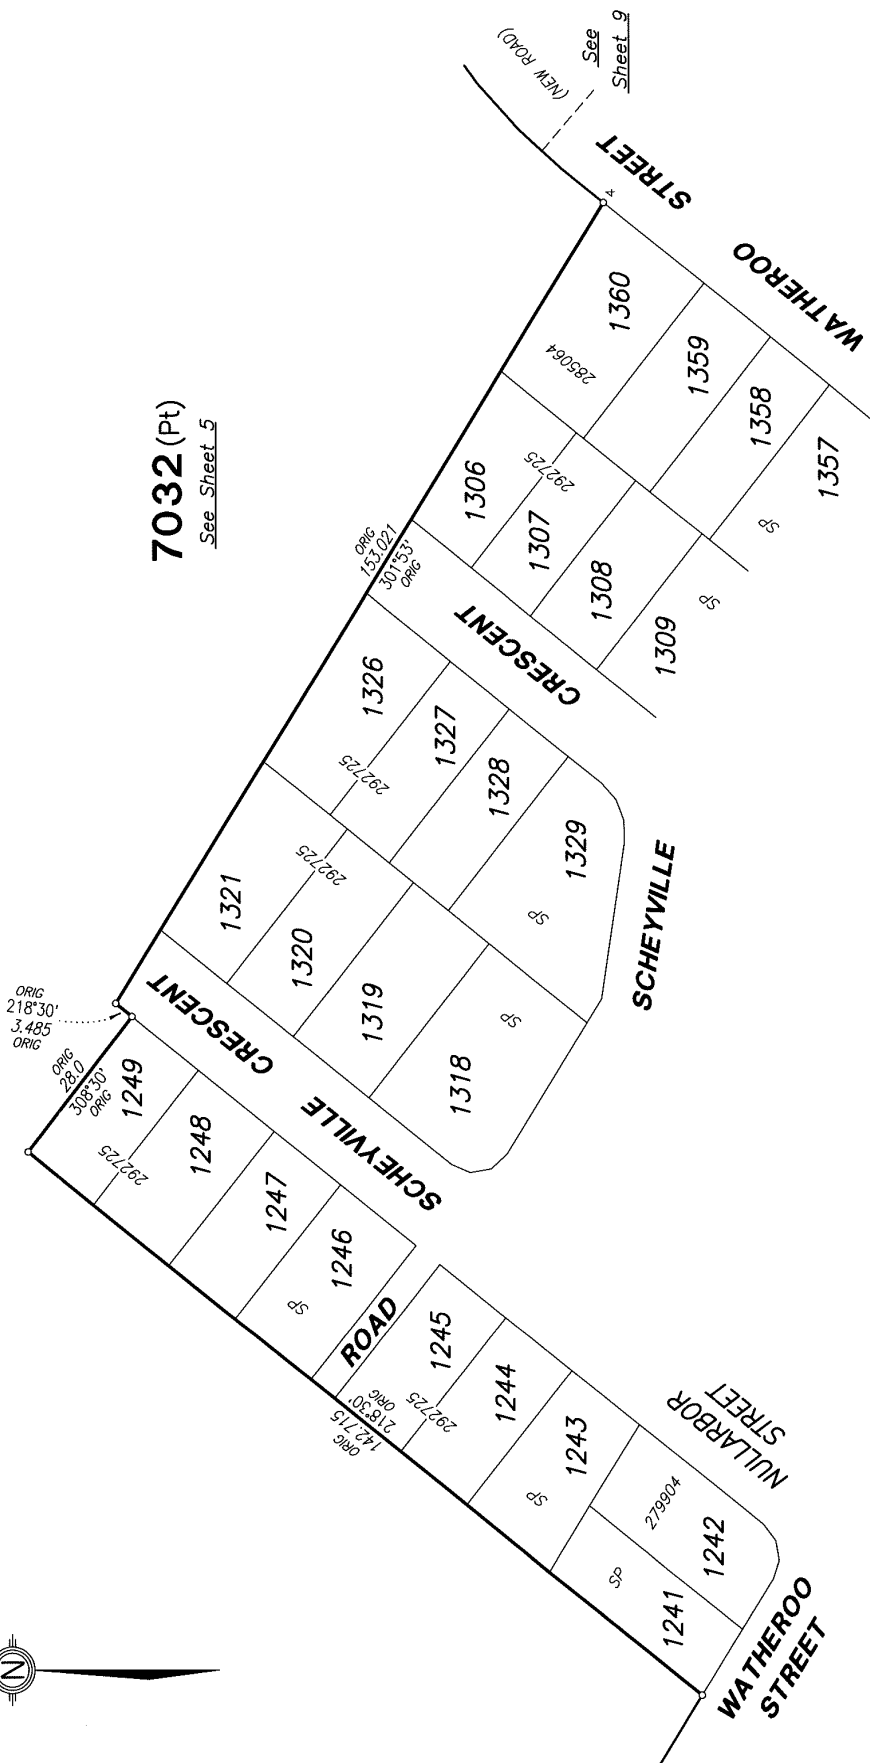 (NEW ROAD)
See
Sheet 9
STREET
WATHEROO
4
7032 (Pt)
See Sheet 5
1360
285064
1359
1358
1357
SP
1306
292725
1307
1308
1309
SP
ORIG
153.021
301°53'
ORIG
CRESCENT
1326
292725
1327
1328
1329
SP
SCHEYVILLE
1321
292725
1320
1319
1318
SP
ORIG
218°30'
3.485
ORIG
ORIG
28.0
308°30'
ORIG
CRESCENT
SCHEYVILLE
1249
292725
1248
1247
1246
SP
ROAD
ORIG
142.715
218°30'
ORIG
1245
292725
1244
1243
SP
NULLARBOR
STREET
279904
1242
SP
1241
WATHEROO
STREET
N